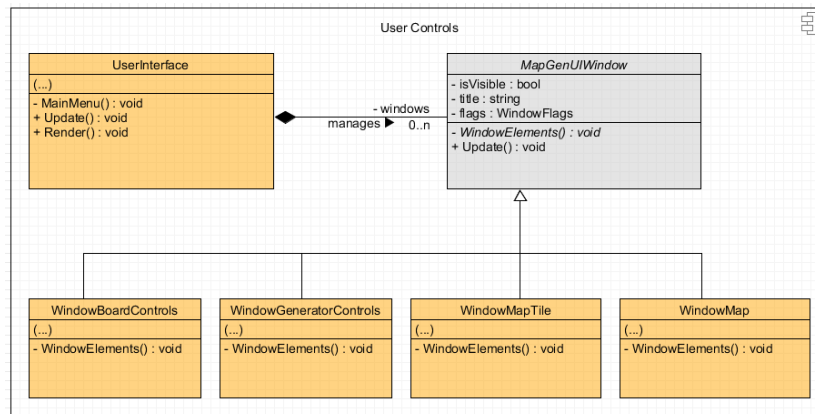 User Controls
UserInterface
(...)
- MainMenu() : void
+ Update() : void
+ Render() : void
- windows
manages ▶ 0..n
MapGenUIWindow
- isVisible : bool
- title : string
- flags : WindowFlags
- WindowElements() : void
+ Update() : void
WindowBoardControls
(...)
- WindowElements() : void
WindowGeneratorControls
(...)
- WindowElements() : void
WindowMapTile
(...)
- WindowElements() : void
WindowMap
(...)
- WindowElements() : void